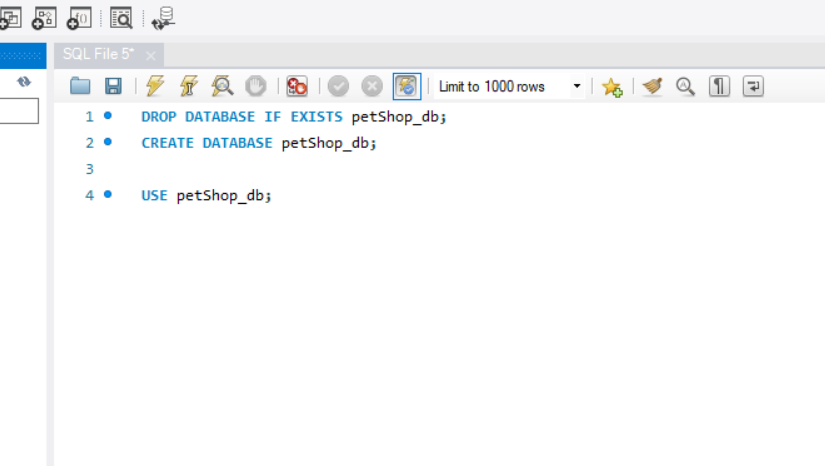 SQL File 5*
Limit to 1000 rows
1 DROP DATABASE IF EXISTS petShop_db;
2 CREATE DATABASE petShop_db;
3
4 USE petShop_db;